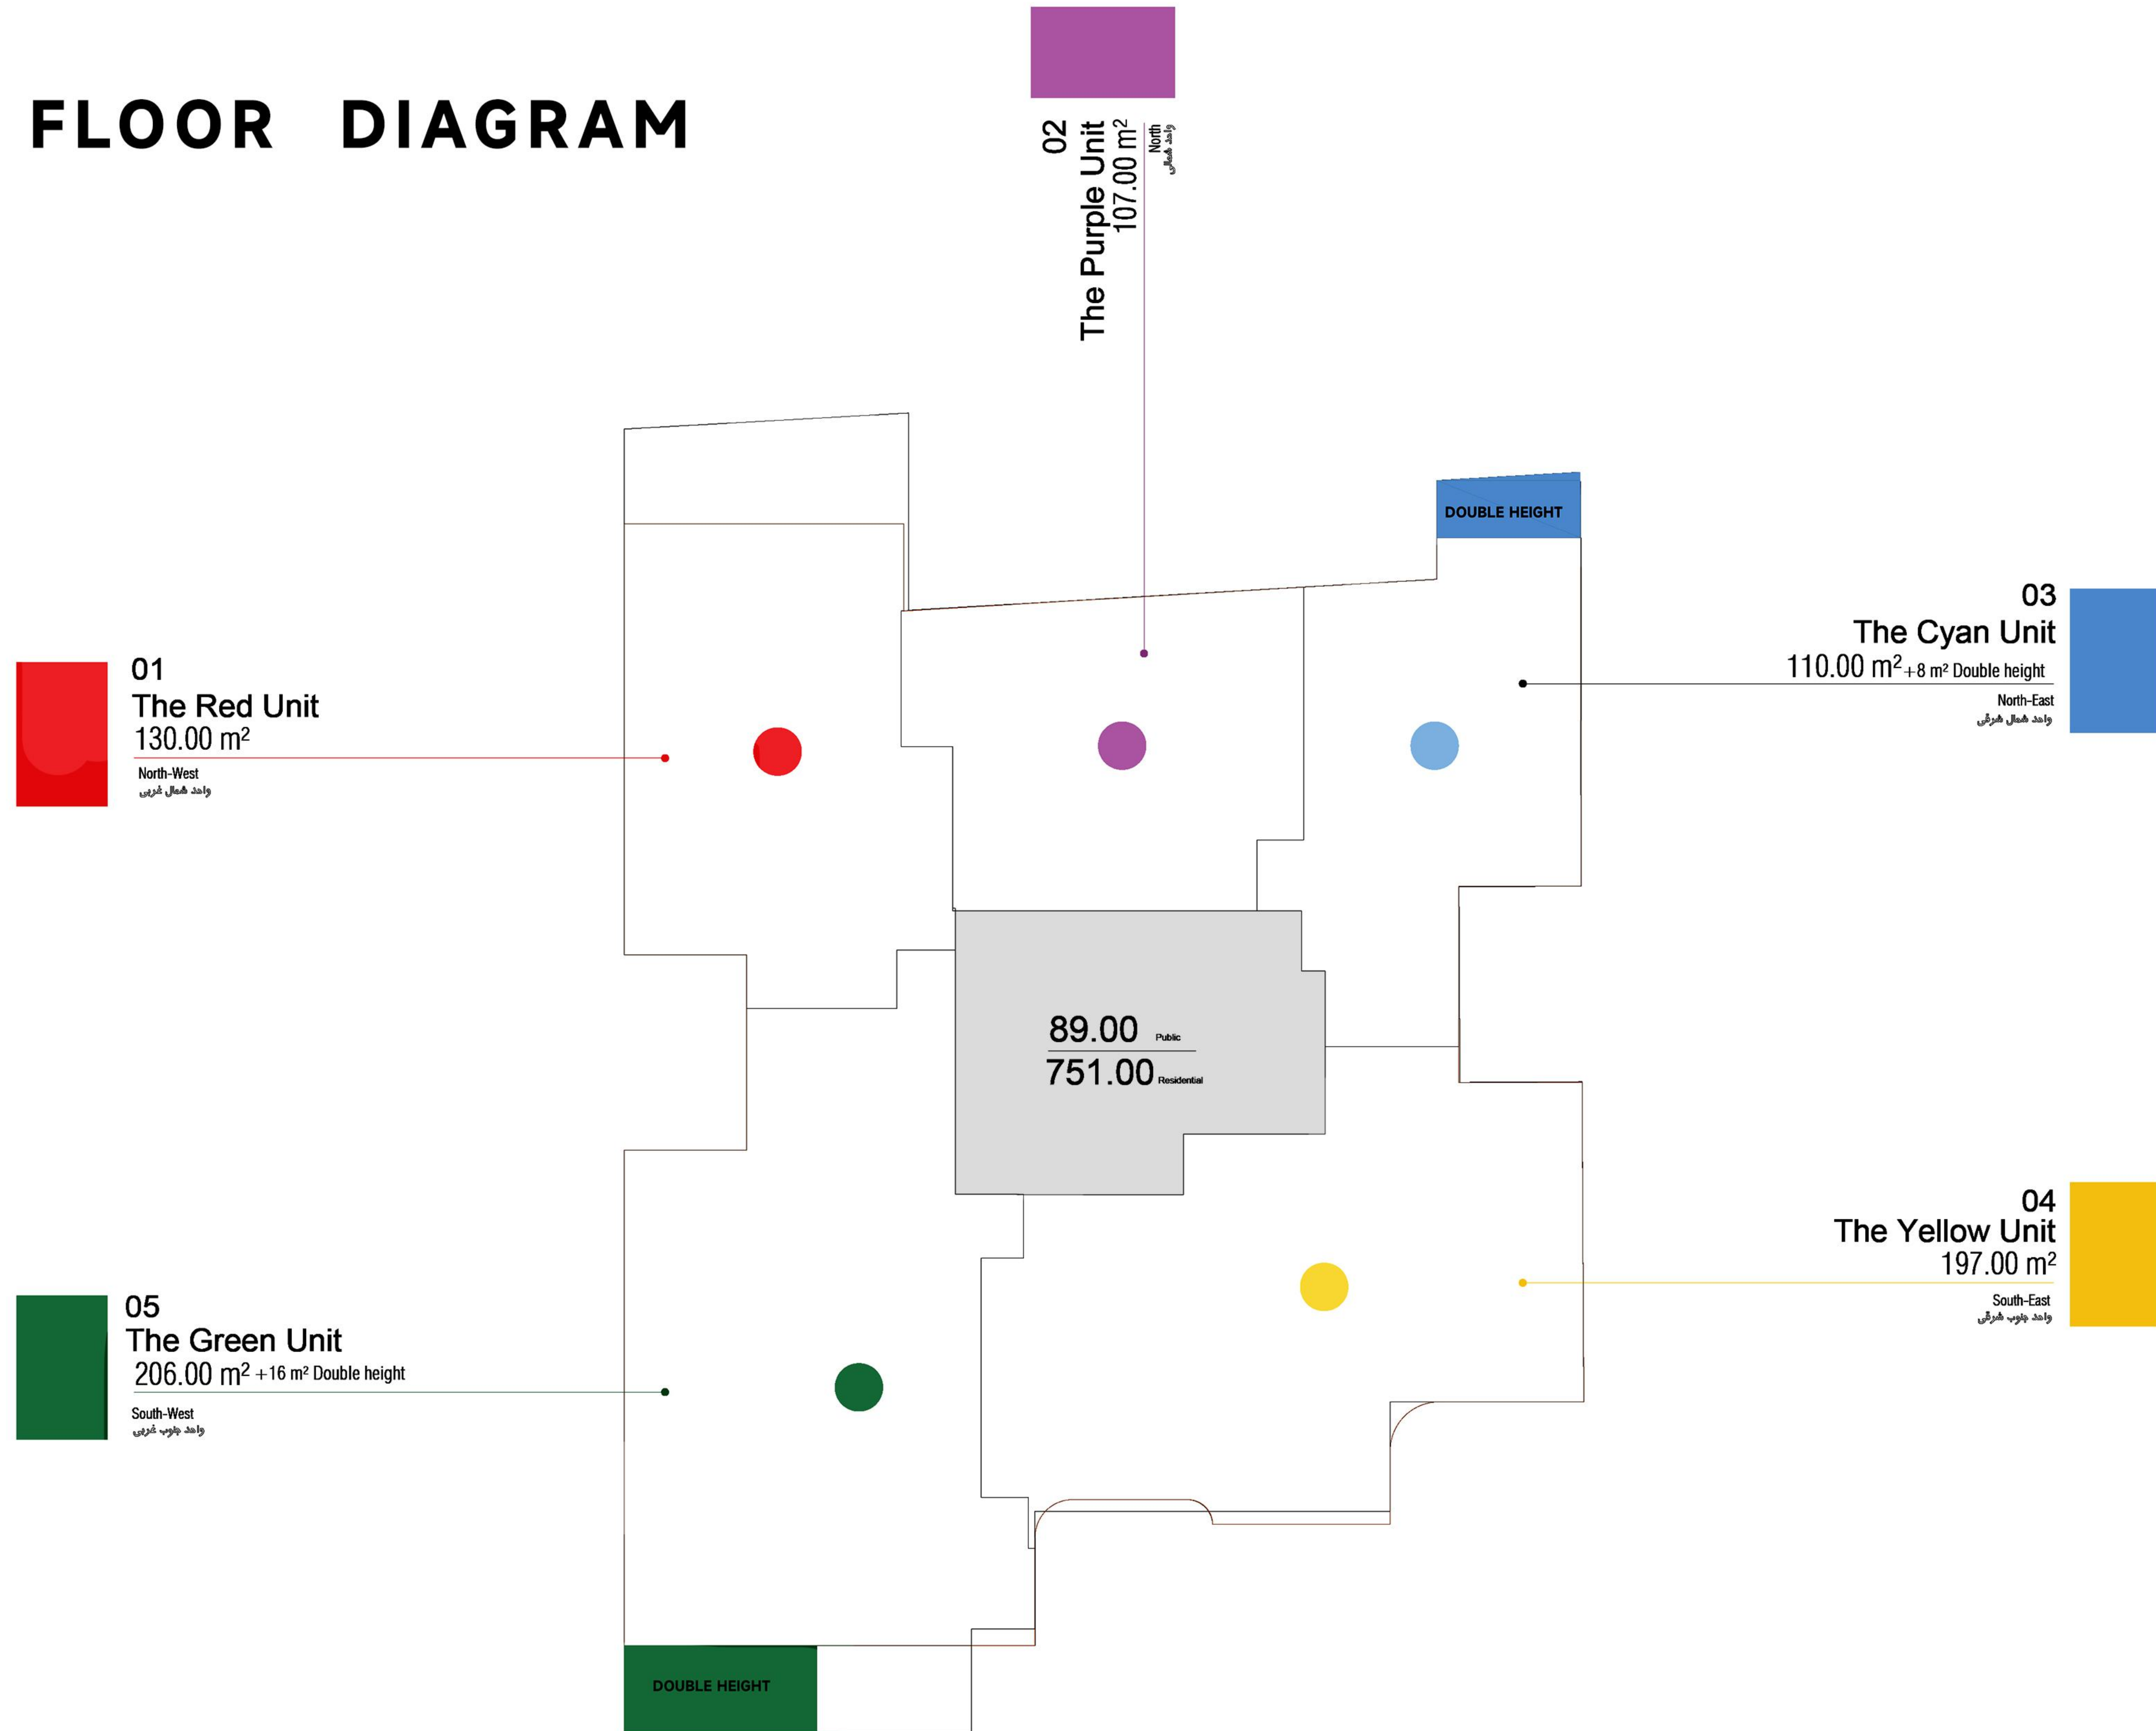 FLOOR DIAGRAM
02
The Purple Unit
107.00 m²
North
واحد شمالی
01
The Red Unit
130.00 m²
North-West
واحد شمال غربی
DOUBLE HEIGHT
03
The Cyan Unit
110.00 m² +8 m² Double height
North-East
واحد شمال شرقی
89.00 Public
751.00 Residential
04
The Yellow Unit
197.00 m²
South-East
واحد جنوب شرقی
05
The Green Unit
206.00 m² +16 m² Double height
South-West
واحد جنوب غربی
DOUBLE HEIGHT